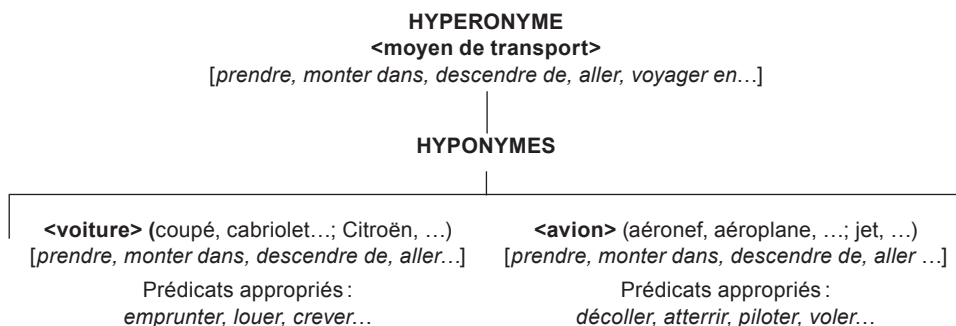 HYPERONYME
<moyen de transport>
[prendre, monter dans, descendre de, aller, voyager en…]
HYPONYMES
<voiture> (coupé, cabriolet…; Citroën, …)
[prendre, monter dans, descendre de, aller…]
Prédicats appropriés :
emprunter, louer, crever…
<avion> (aéronef, aéroplane, …; jet, …)
[prendre, monter dans, descendre de, aller …]
Prédicats appropriés :
décoller, atterrir, piloter, voler…